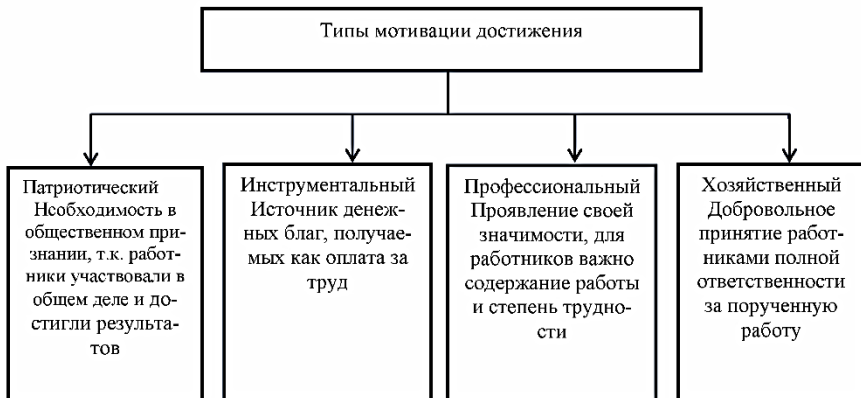 Типы мотивации достижения
Патриотический
Необходимость в
общественном при-
знании, т.к. работ-
ники участвовали в
общем деле и до-
стигли результа-
тов
Инструментальный
Источник денеж-
ных благ, получае-
мых как оплата за
труд
Профессиональный
Проявление своей
значимости, для
работников важно
содержание работы
и степень трудно-
сти
Хозяйственный
Добровольное
принятие работ-
никами полной
ответственности
за порученную
работу